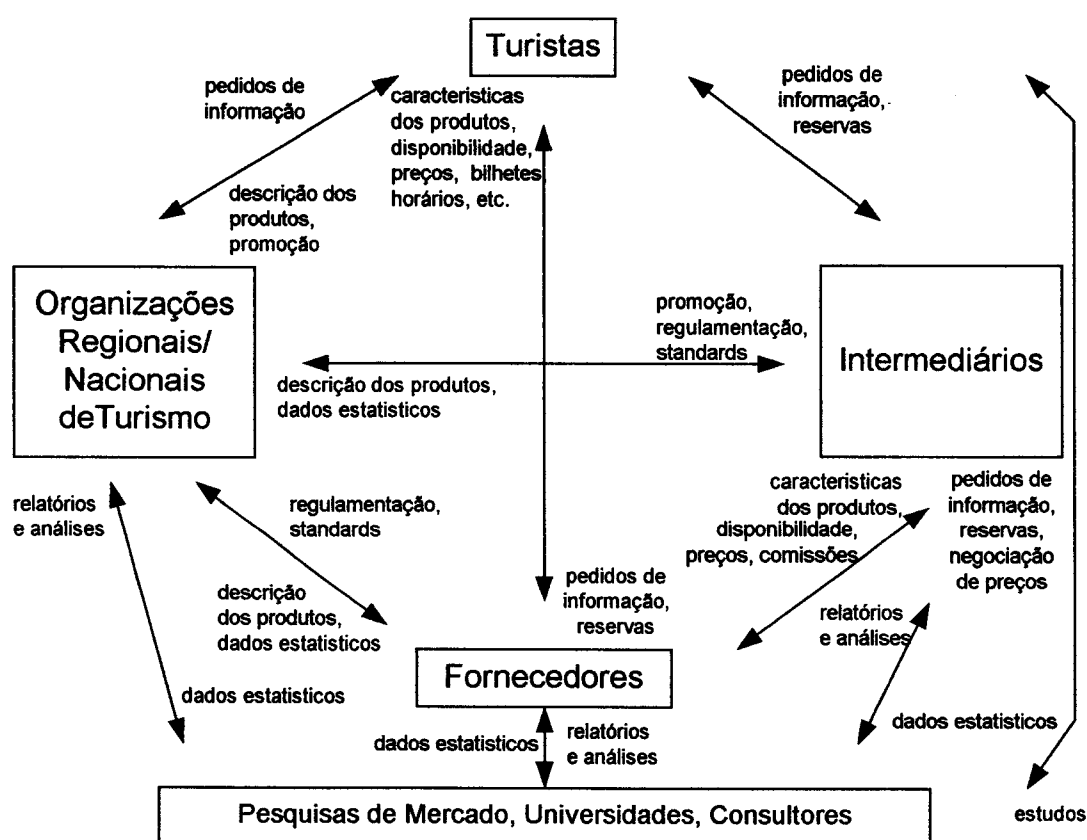 Turistas
pedidos de
informação
caracteristicas
dos produtos,
disponibilidade,
preços, bilhetes
horários, etc.
pedidos de
informação,
reservas
descrição dos
produtos,
promoção
Organizações
Regionais/
Nacionais
deTurismo
promoção,
regulamentação,
standards
descrição dos produtos,
dados estatisticos
Intermediários
relatórios
e análises
regulamentação,
standards
caracteristicas
dos produtos,
disponibilidade,
preços, comissões
pedidos de
informação,
reservas,
negociação
de preços
descrição
dos produtos,
dados estatisticos
pedidos de
informação,
reservas
relatórios
e análises
Fornecedores
dados estatisticos
dados estatisticos
relatórios
e análises
dados estatisticos
Pesquisas de Mercado, Universidades, Consultores
estudos